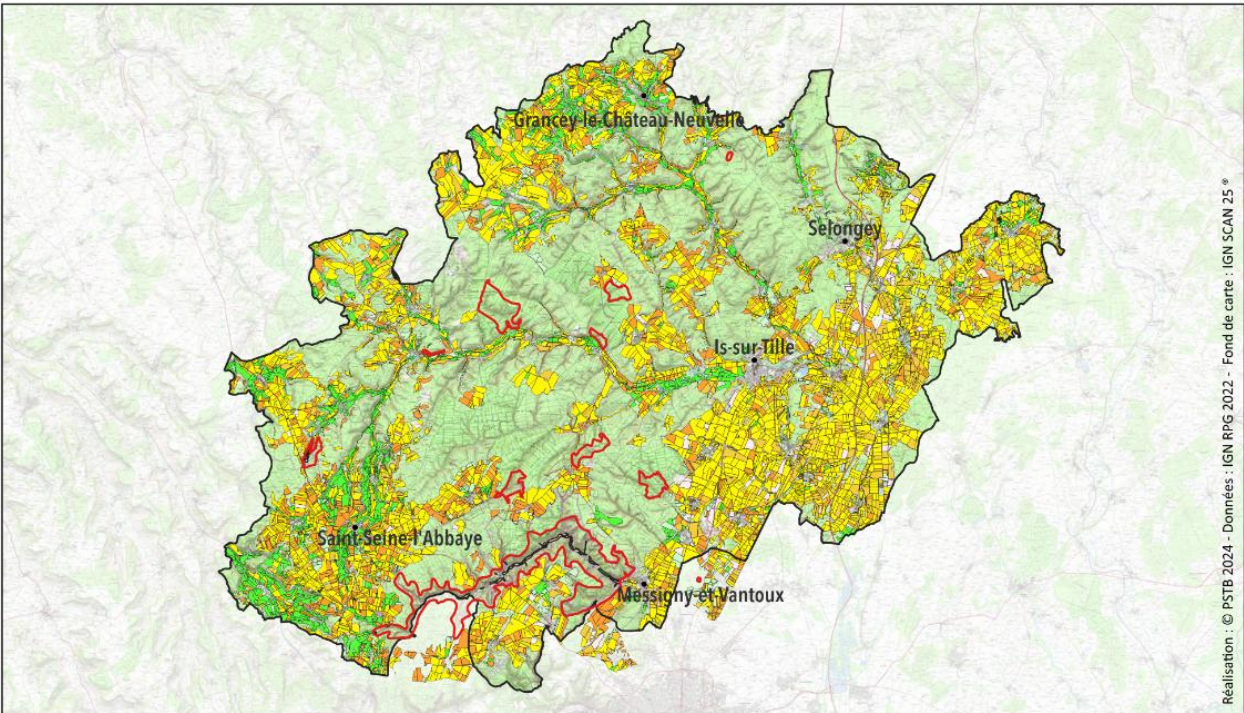 Grancey-le-Château-Neuvelle
Selongey
Is-sur-Tille
Saint-Seine-l'Abbaye
Messigny-et-Vantoux
Réalisation : © PSTB 2024 - Données : IGN RPG 2022 - Fond de carte : IGN SCAN 25 ®